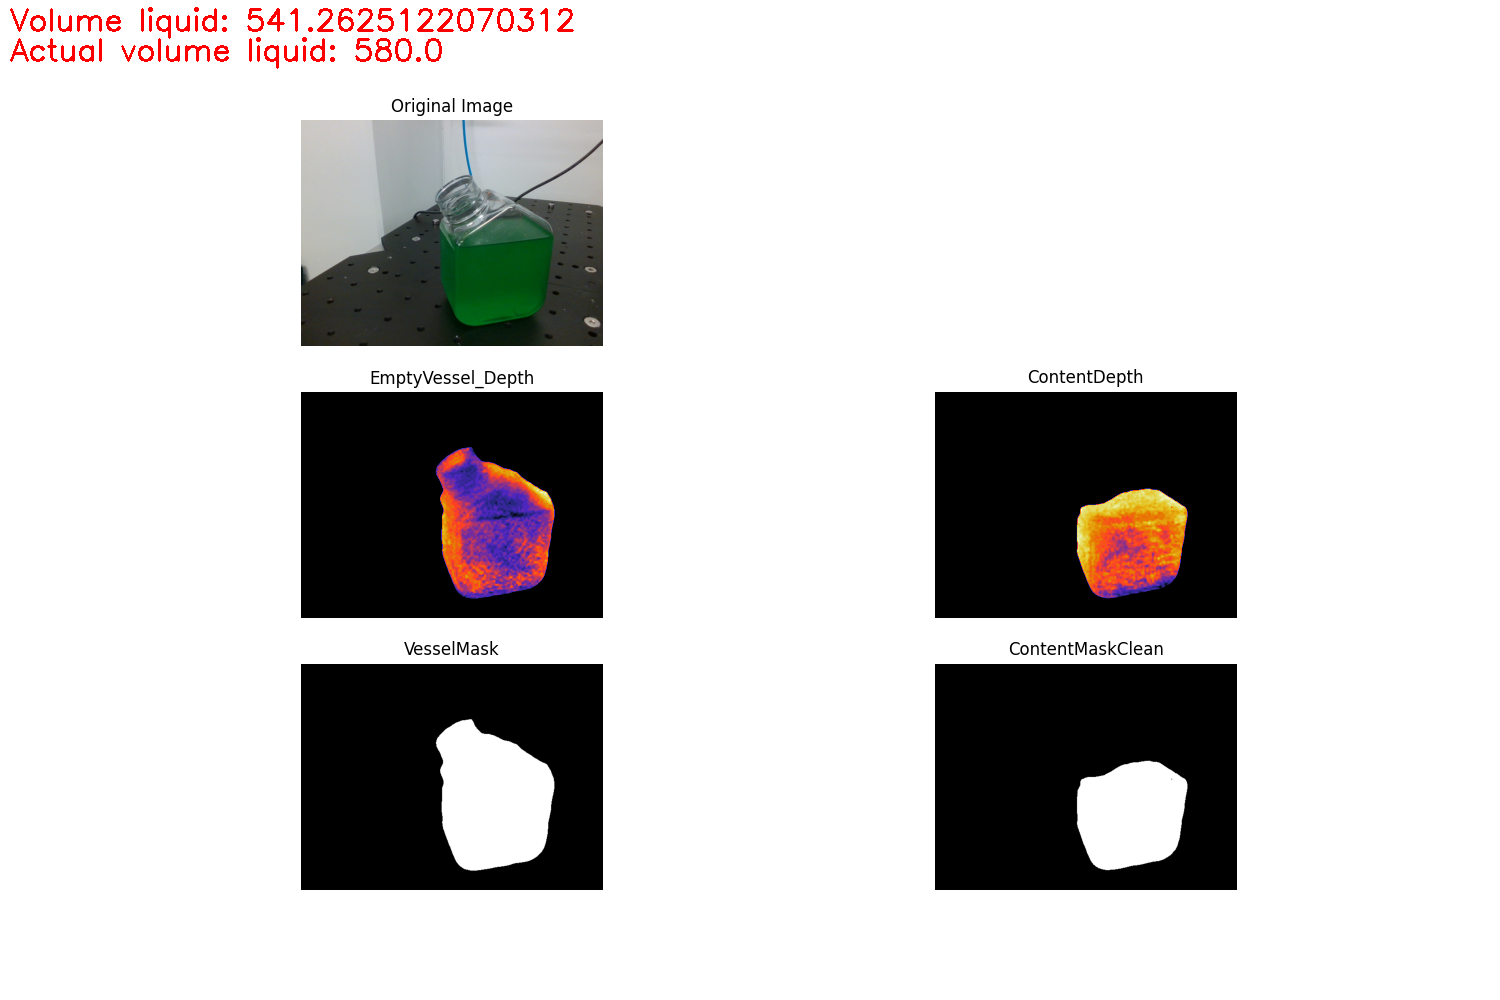 Volume liquid: 541.2625122070312
Actual volume liquid: 580.0
Original Image
EmptyVessel_Depth
ContentDepth
VesselMask
ContentMaskClean